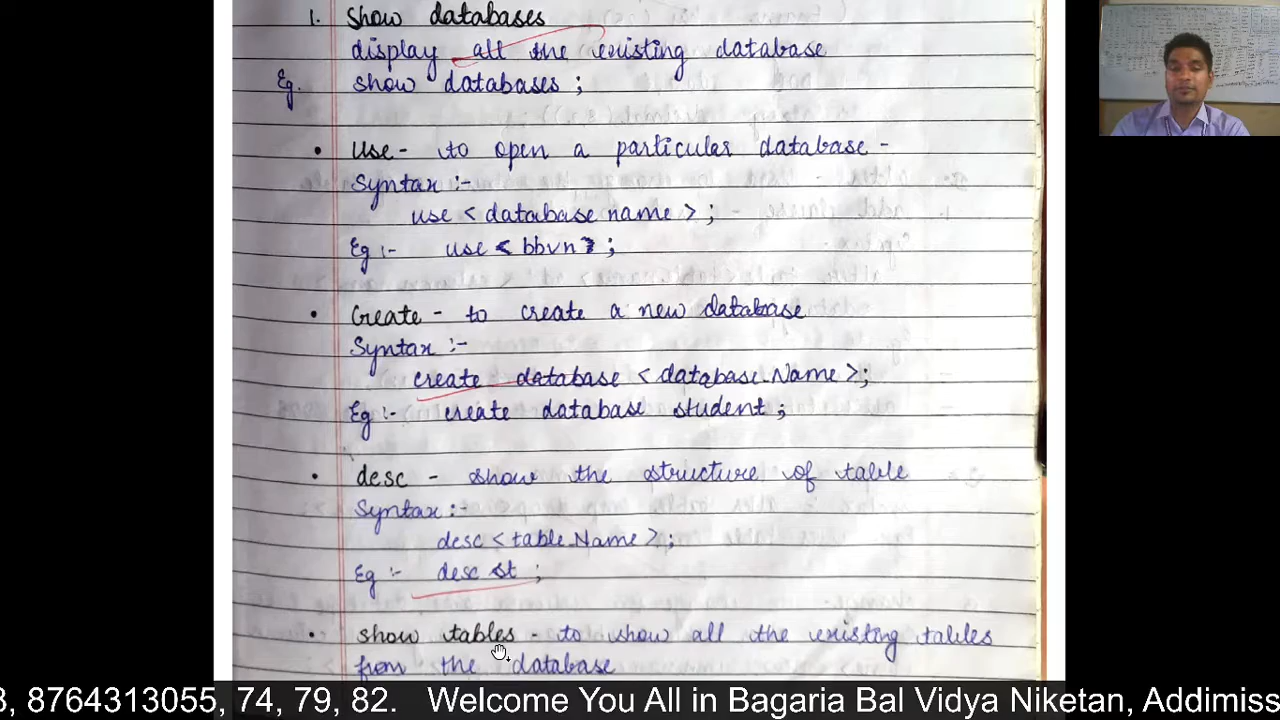 1. Show databases
display all the existing database
Eg. show databases ;
• Use - to open a particular database -
Syntax :-
use < database name > ;
Eg :- use < bbvn > ;
• Create - to create a new database
Syntax :-
create database < database Name > ;
Eg :- create database student ;
• desc - show the structure of table
Syntax :-
desc < table Name > ;
Eg :- desc st ;
• show tables - to show all the existing tables
from the database
3, 8764313055, 74, 79, 82. Welcome You All in Bagaria Bal Vidya Niketan, Addimiss